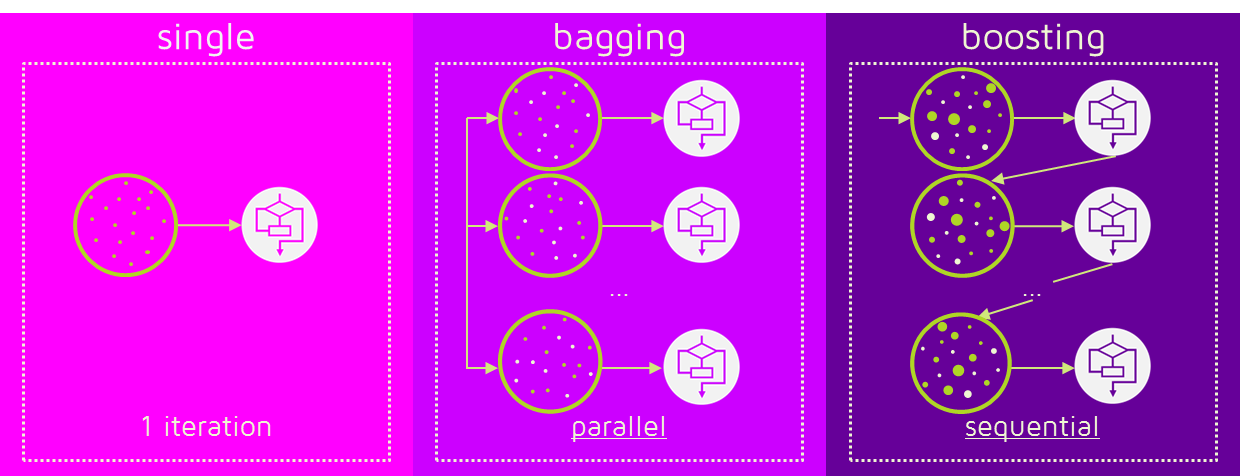 single
bagging
boosting
...
...
1 iteration
parallel
sequential